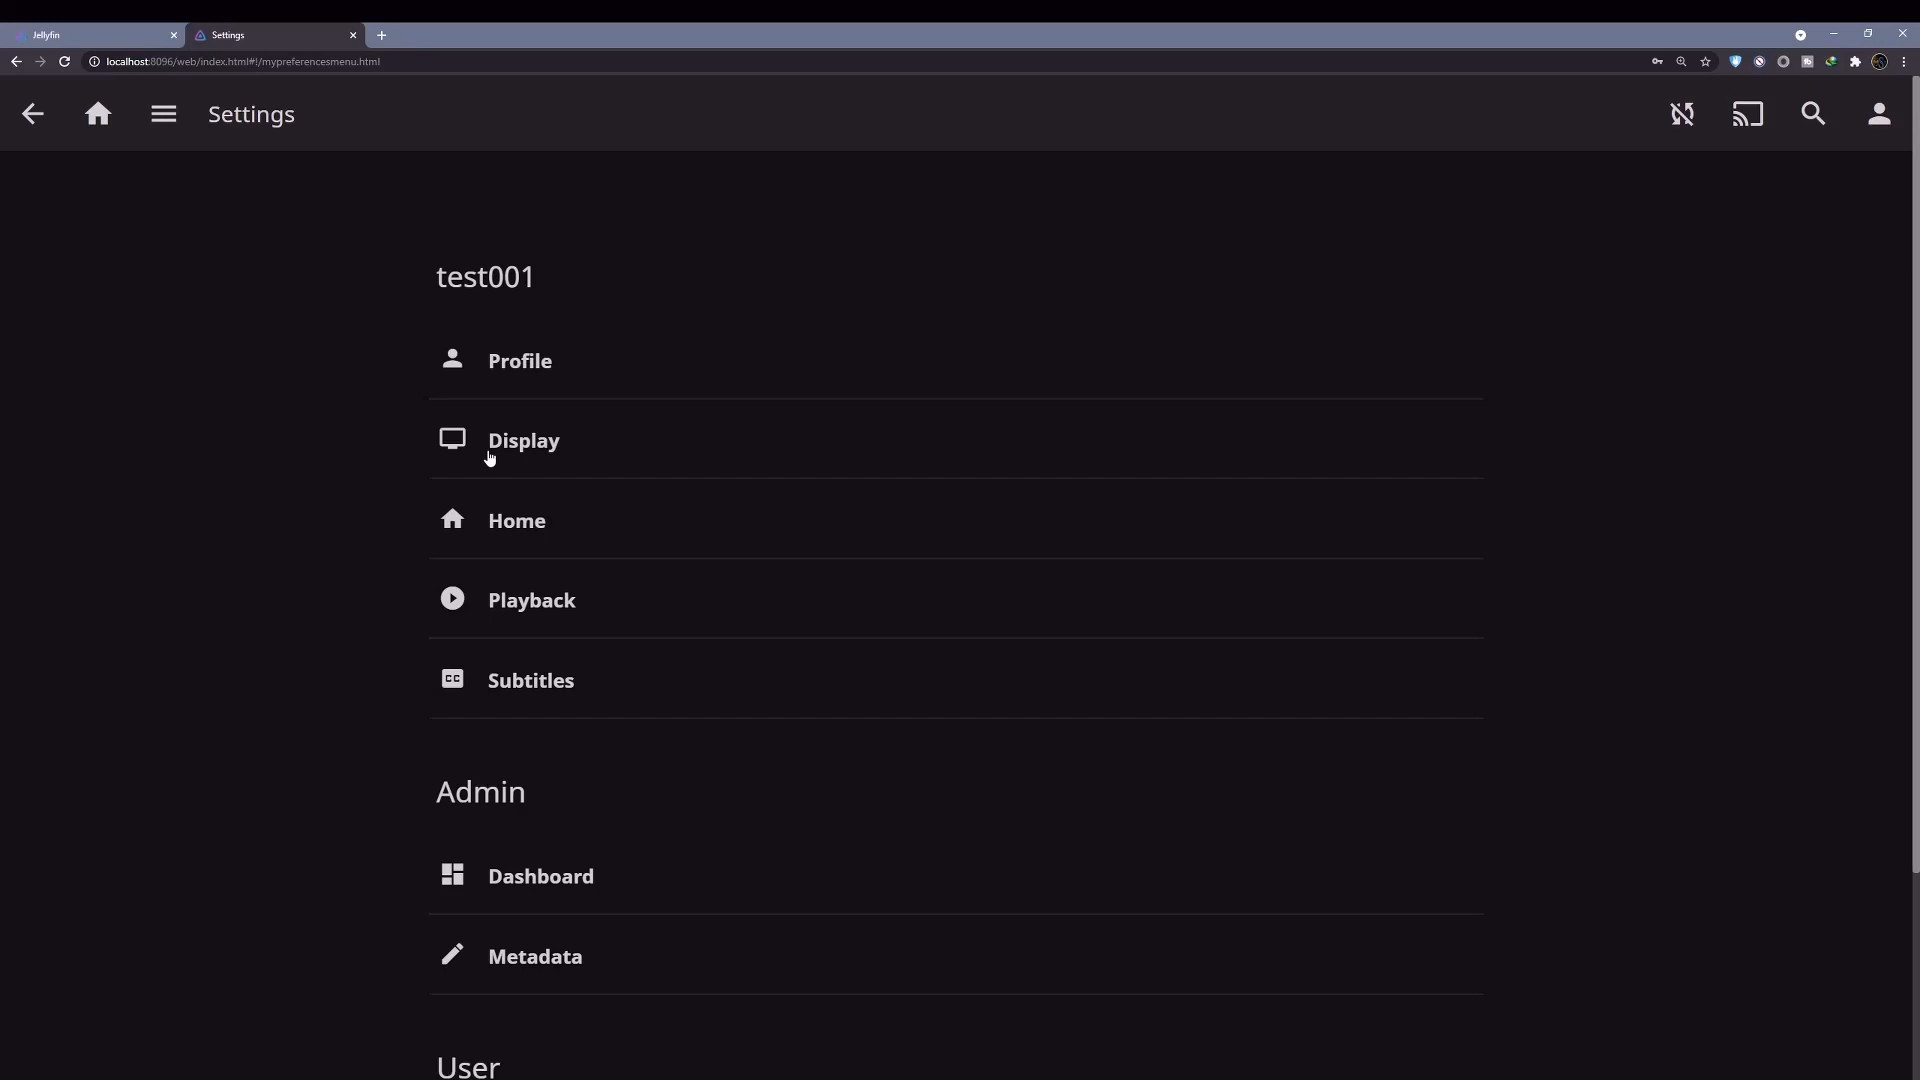 Jellyfin
Settings
localhost:8096/web/index.html#!/mypreferencesmenu.html
Settings
test001
Profile
Display
Home
Playback
CC Subtitles
Admin
Dashboard
Metadata
User